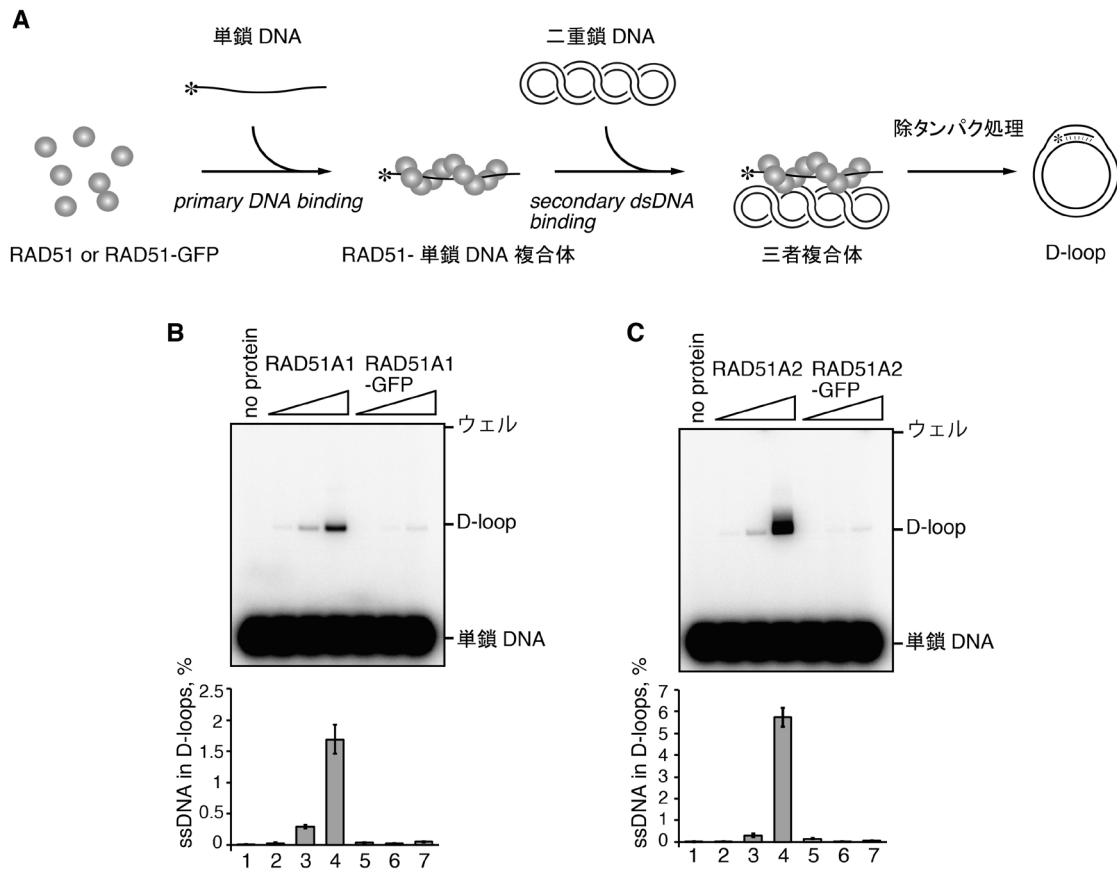 A
単鎖 DNA
二重鎖 DNA
除タンパク処理
*
*
*
*
primary DNA binding
secondary dsDNA
binding
RAD51 or RAD51-GFP
RAD51- 単鎖 DNA 複合体
三者複合体
D-loop
B
no protein
RAD51A1
RAD51A1
-GFP
ウェル
D-loop
単鎖 DNA
ssDNA in D-loops, %
2.5
2
1.5
1
0.5
0
1 2 3 4 5 6 7
C
no protein
RAD51A2
RAD51A2
-GFP
ウェル
D-loop
単鎖 DNA
ssDNA in D-loops, %
7
6
5
4
3
2
1
0
1 2 3 4 5 6 7